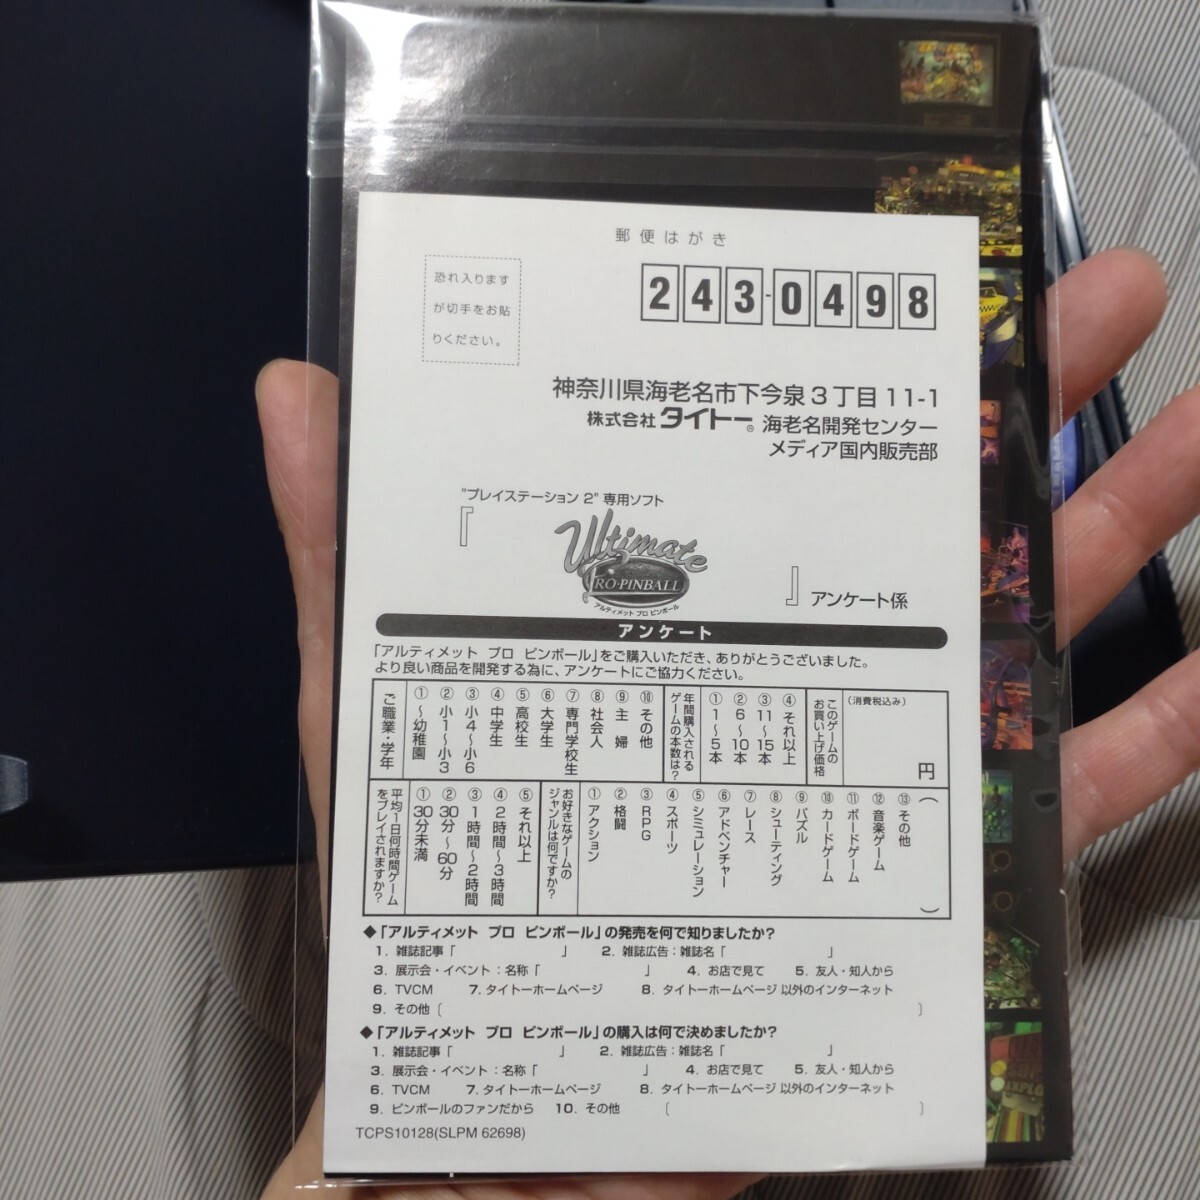 郵便はがき
恐れ入ります
が切手をお貼
りください。
243-0498
神奈川県海老名市下今泉3丁目11-1
株式会社 タイトー® 海老名開発センター
メディア国内販売部
"プレイステーション 2" 専用ソフト
『
Ultimate
PRO-PINBALL
アルティメット プロ ピンボール
』アンケート係
アンケート
「アルティメット プロ ピンボール」をご購入いただき、ありがとうございました。
より良い商品を開発する為に、アンケートにご協力ください。
ご職業・学年
①～幼稚園
②小1～小3
③小4～小6
④中学生
⑤高校生
⑥大学生
⑦専門学校生
⑧社会人
⑨主婦
⑩その他
年間購入される
ゲームの本数は?
①1～5本
②6～10本
③11～15本
④それ以上
このゲームの
お買い上げ価格
(消費税込み)
円
平均1日何時間ゲーム
をプレイされますか?
①30分未満
②30分～60分
③1時間～2時間
④2時間～3時間
⑤それ以上
お好きなゲームの
ジャンルは何ですか?
①アクション
②格闘
③RPG
④スポーツ
⑤シミュレーション
⑥アドベンチャー
⑦レース
⑧シューティング
⑨パズル
⑩カードゲーム
⑪ボードゲーム
⑫音楽ゲーム
⑬その他
( )
◆「アルティメット プロ ピンボール」の発売を何で知りましたか?
1. 雑誌記事「 」 2. 雑誌広告:雑誌名「 」
3. 展示会・イベント:名称「 」 4. お店で見て 5. 友人・知人から
6. TVCM 7. タイトーホームページ 8. タイトーホームページ以外のインターネット
9. その他〔 〕
◆「アルティメット プロ ピンボール」の購入は何で決めましたか?
1. 雑誌記事「 」 2. 雑誌広告:雑誌名「 」
3. 展示会・イベント:名称「 」 4. お店で見て 5. 友人・知人から
6. TVCM 7. タイトーホームページ 8. タイトーホームページ以外のインターネット
9. ピンボールのファンだから 10. その他 〔 〕
TCPS10128(SLPM 62698)